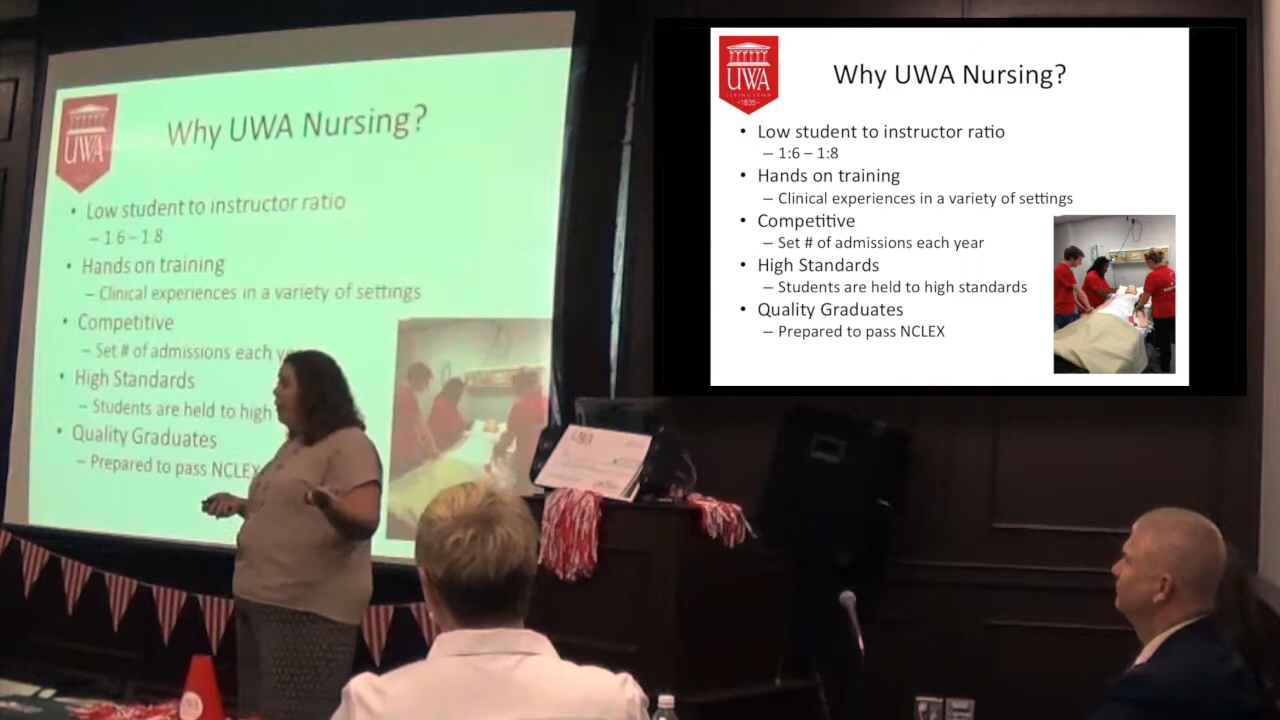 UWA
Why UWA Nursing?
• Low student to instructor ratio
– 1:6 – 1:8
• Hands on training
– Clinical experiences in a variety of settings
• Competitive
– Set # of admissions each
• High Standards
– Students are held to high
• Quality Graduates
– Prepared to pass NCLEX
UWA
UWA
LIVINGSTON
~1835~
Why UWA Nursing?
• Low student to instructor ratio
– 1:6 – 1:8
• Hands on training
– Clinical experiences in a variety of settings
• Competitive
– Set # of admissions each year
• High Standards
– Students are held to high standards
• Quality Graduates
– Prepared to pass NCLEX